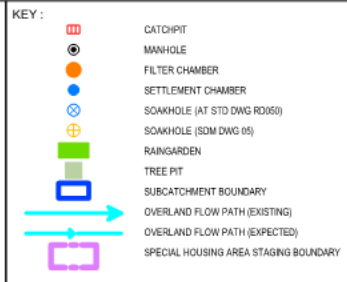 KEY :
CATCHPIT
MANHOLE
FILTER CHAMBER
SETTLEMENT CHAMBER
SOAKHOLE (AT STD DWG RD050)
SOAKHOLE (SDM DWG 05)
RAINGARDEN
TREE PIT
SUBCATCHMENT BOUNDARY
OVERLAND FLOW PATH (EXISTING)
OVERLAND FLOW PATH (EXPECTED)
SPECIAL HOUSING AREA STAGING BOUNDARY